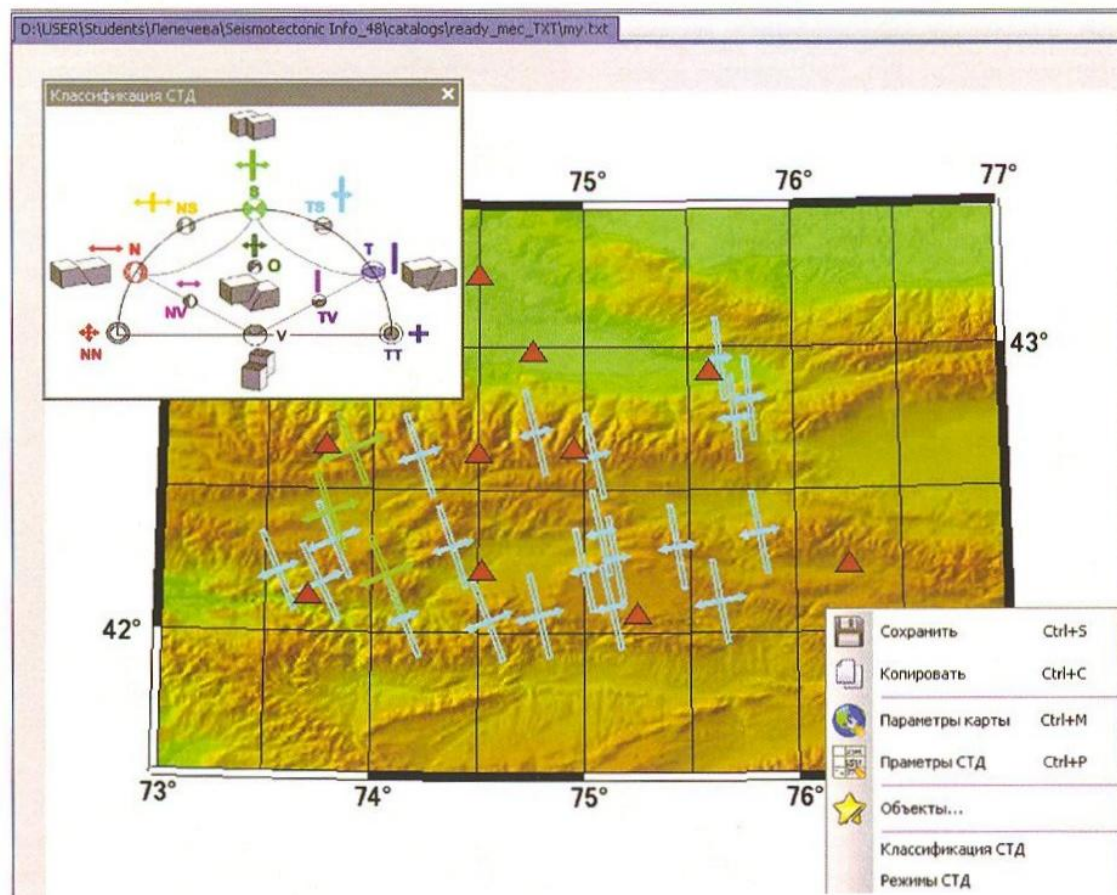 D:\USER\Students\Лепечева\Seismotectonic Info_48\catalogs\ready_mec_TXT\my.txt
Классификация СТД
S
NS
TS
N
O
T
NV
TV
NN
V
TT
75°
76°
77°
43°
42°
73°
74°
75°
76°
Сохранить Ctrl+S
Копировать Ctrl+C
Параметры карты Ctrl+M
Праметры СТД Ctrl+P
Объекты...
Классификация СТД
Режимы СТД